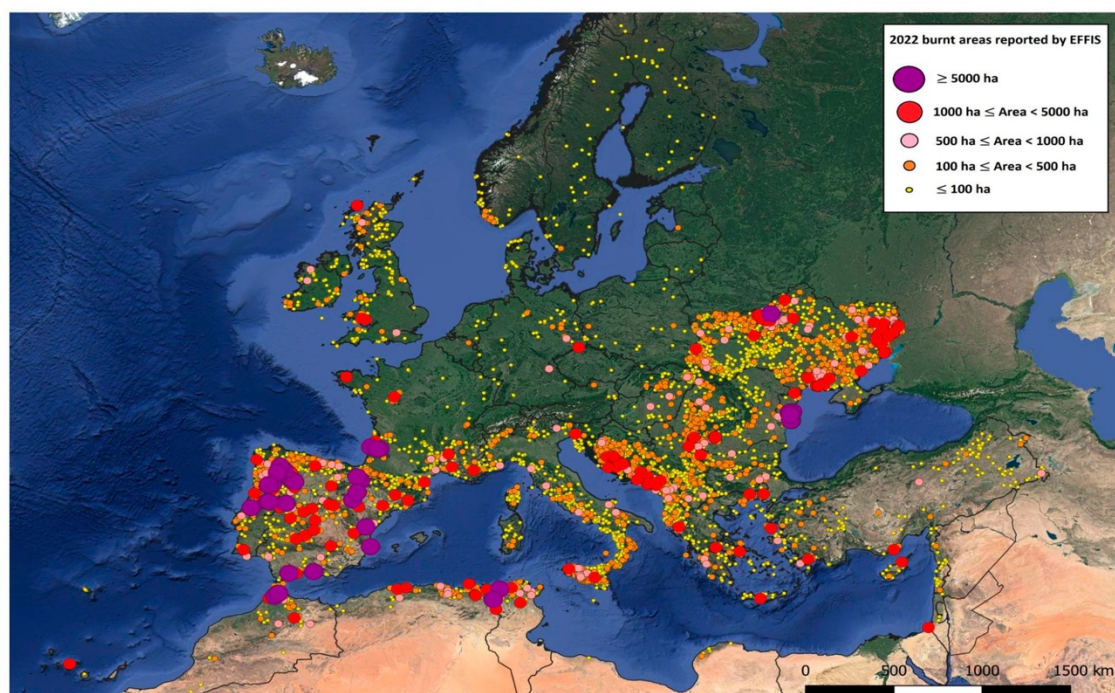 2022 burnt areas reported by EFFIS
≥ 5000 ha
1000 ha ≤ Area < 5000 ha
500 ha ≤ Area < 1000 ha
100 ha ≤ Area < 500 ha
≤ 100 ha
0 500 1000 1500 km